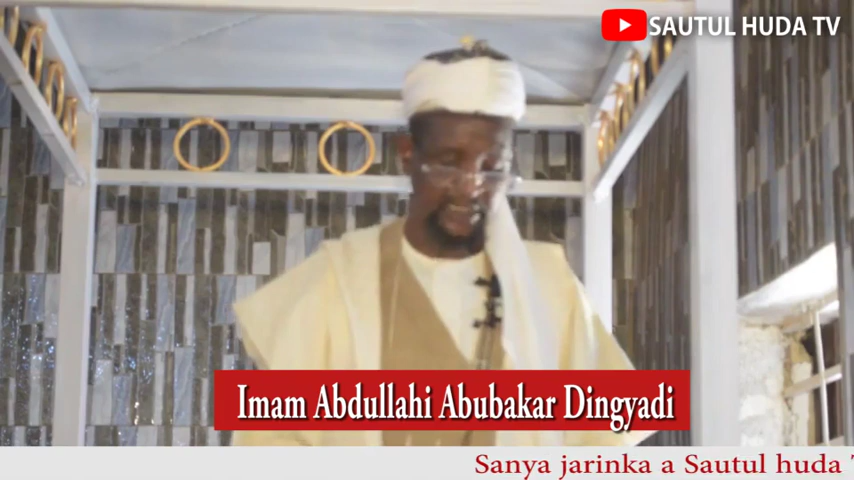 SAUTUL HUDA TV
Imam Abdullahi Abubakar Dingyadi
Sanya jarinka a Sautul huda